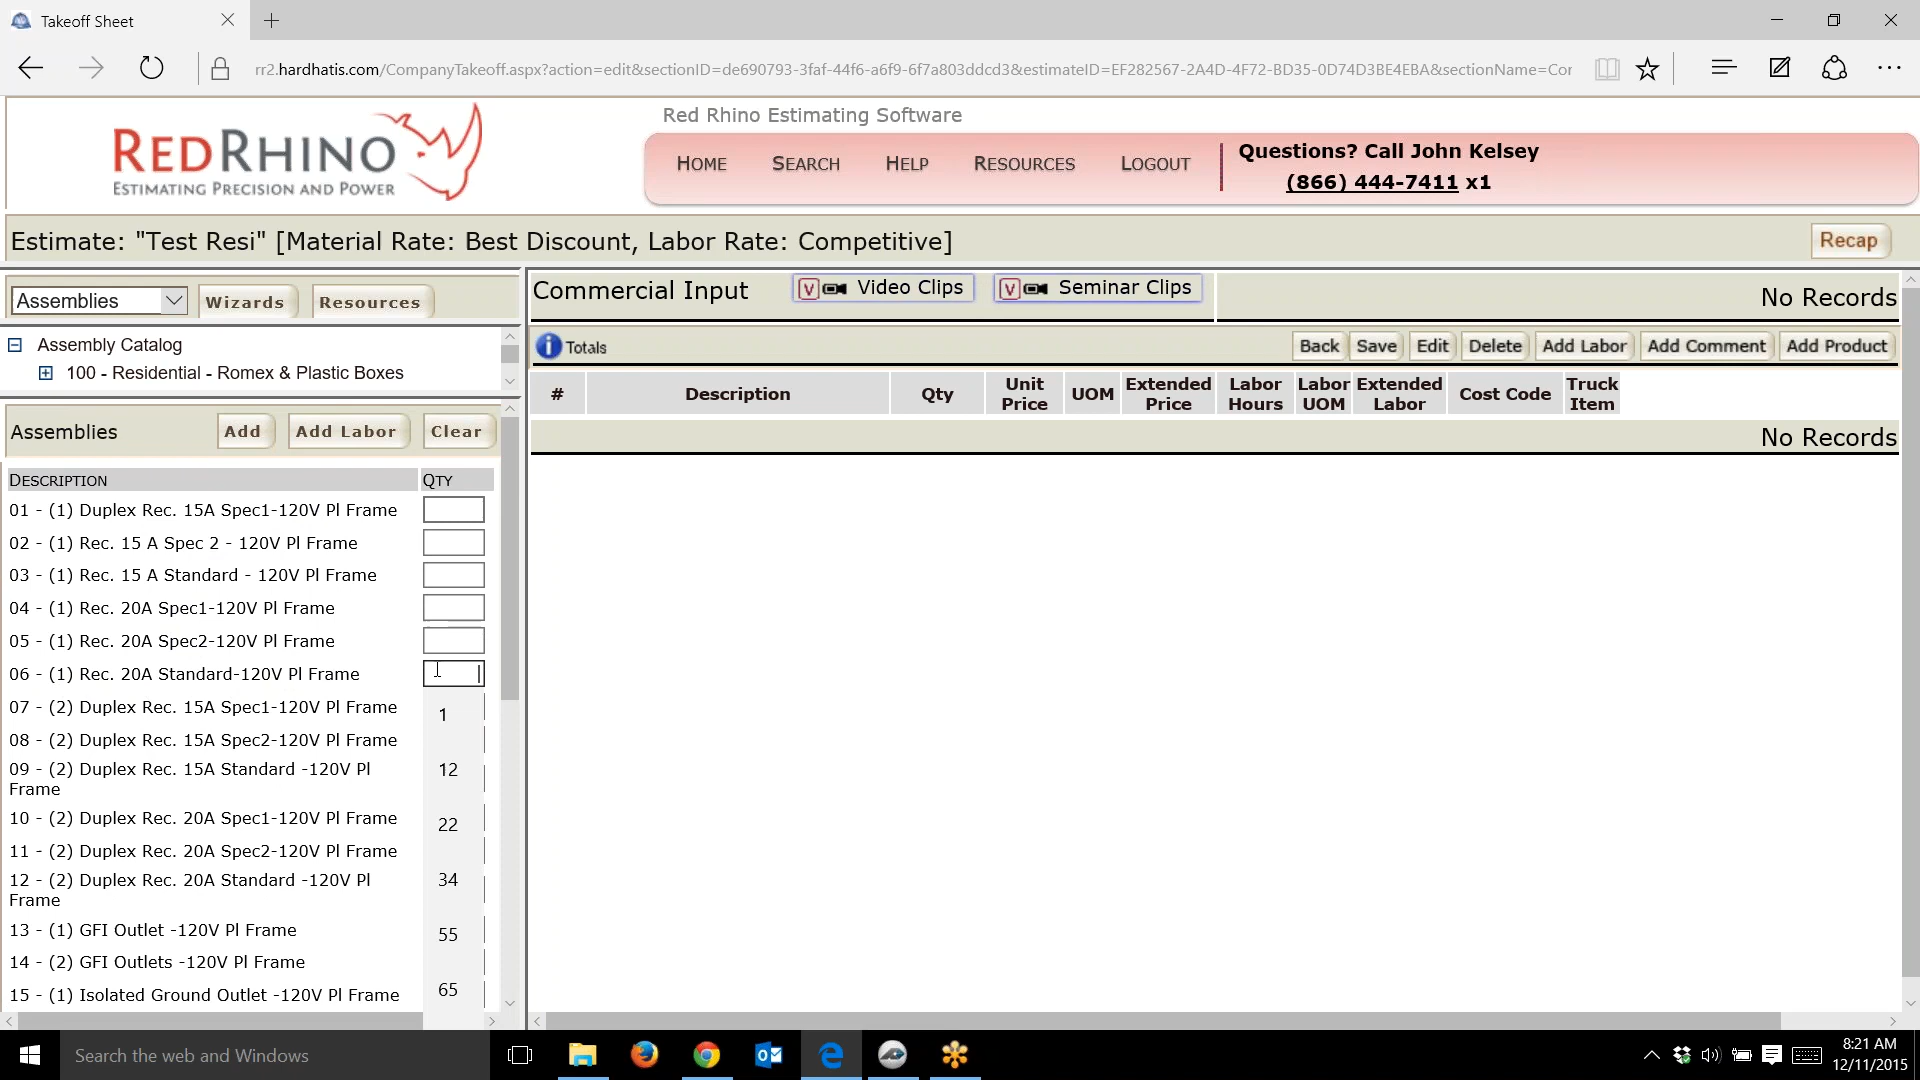 Takeoff Sheet
rr2.hardhatis.com/CompanyTakeoff.aspx?action=edit&sectionID=de690793-3faf-44f6-a6f9-6f7a803ddcd3&estimateID=EF282567-2A4D-4F72-BD35-0D74D3BE4EBA&sectionName=Cor
REDRHINO
ESTIMATING PRECISION AND POWER
Red Rhino Estimating Software
HOME SEARCH HELP RESOURCES LOGOUT
Questions? Call John Kelsey
(866) 444-7411 x1
Estimate: "Test Resi" [Material Rate: Best Discount, Labor Rate: Competitive]
Recap
Assemblies Wizards Resources
Assembly Catalog
100 - Residential - Romex & Plastic Boxes
Assemblies Add Add Labor Clear
DESCRIPTION QTY
01 - (1) Duplex Rec. 15A Spec1-120V Pl Frame
02 - (1) Rec. 15 A Spec 2 - 120V Pl Frame
03 - (1) Rec. 15 A Standard - 120V Pl Frame
04 - (1) Rec. 20A Spec1-120V Pl Frame
05 - (1) Rec. 20A Spec2-120V Pl Frame
06 - (1) Rec. 20A Standard-120V Pl Frame
07 - (2) Duplex Rec. 15A Spec1-120V Pl Frame
08 - (2) Duplex Rec. 15A Spec2-120V Pl Frame
09 - (2) Duplex Rec. 15A Standard -120V Pl
Frame
10 - (2) Duplex Rec. 20A Spec1-120V Pl Frame
11 - (2) Duplex Rec. 20A Spec2-120V Pl Frame
12 - (2) Duplex Rec. 20A Standard -120V Pl
Frame
13 - (1) GFI Outlet -120V Pl Frame
14 - (2) GFI Outlets -120V Pl Frame
15 - (1) Isolated Ground Outlet -120V Pl Frame
1
12
22
34
55
65
Commercial Input V Video Clips V Seminar Clips
No Records
i Totals
Back Save Edit Delete Add Labor Add Comment Add Product
# Description Qty Unit Price UOM Extended Price Labor Hours Labor UOM Extended Labor Cost Code Truck Item
No Records
Search the web and Windows
8:21 AM
12/11/2015